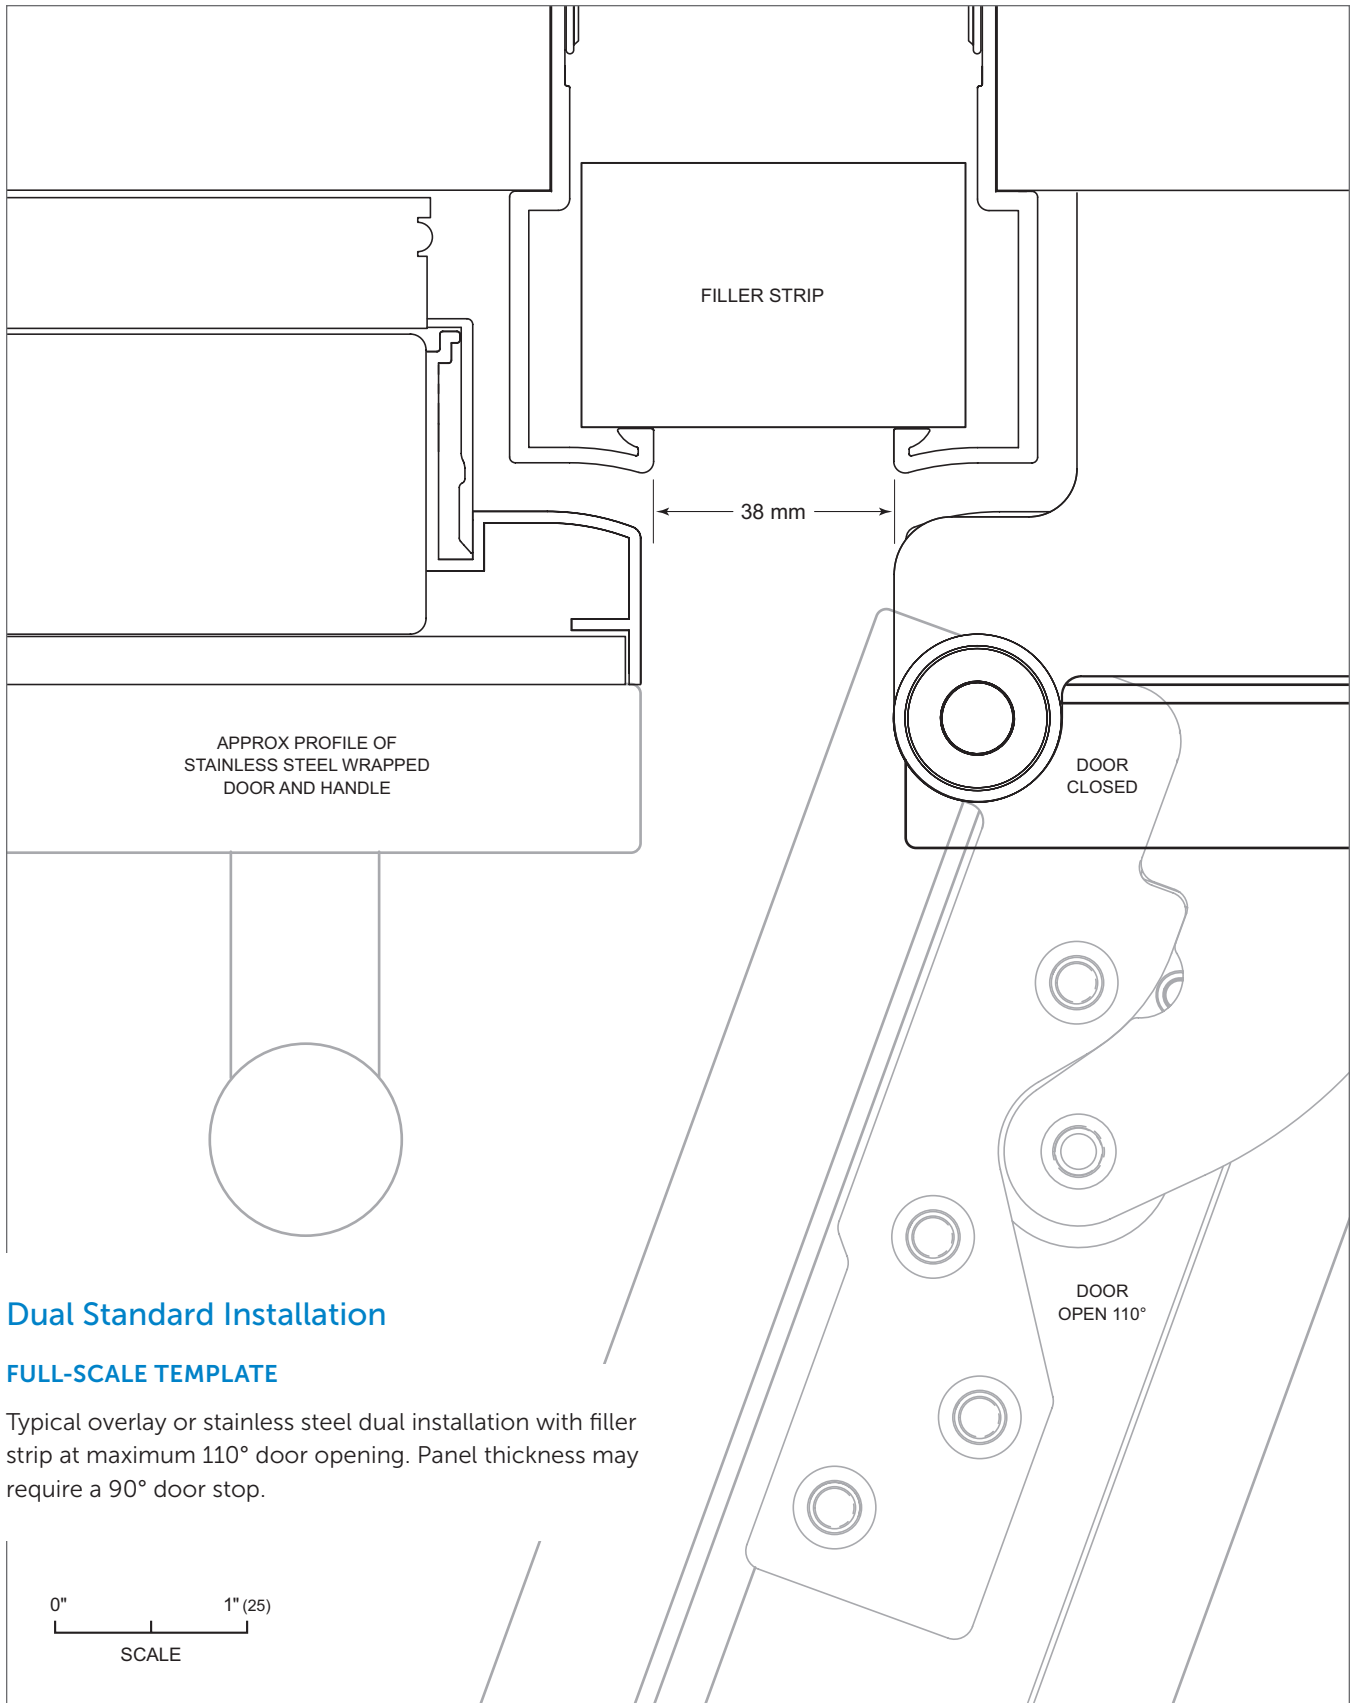 FILLER STRIP
38 mm
APPROX PROFILE OF
STAINLESS STEEL WRAPPED
DOOR AND HANDLE
DOOR
CLOSED
DOOR
OPEN 110°
Dual Standard Installation
FULL-SCALE TEMPLATE
Typical overlay or stainless steel dual installation with filler
strip at maximum 110° door opening. Panel thickness may
require a 90° door stop.
0" 1" (25)
SCALE